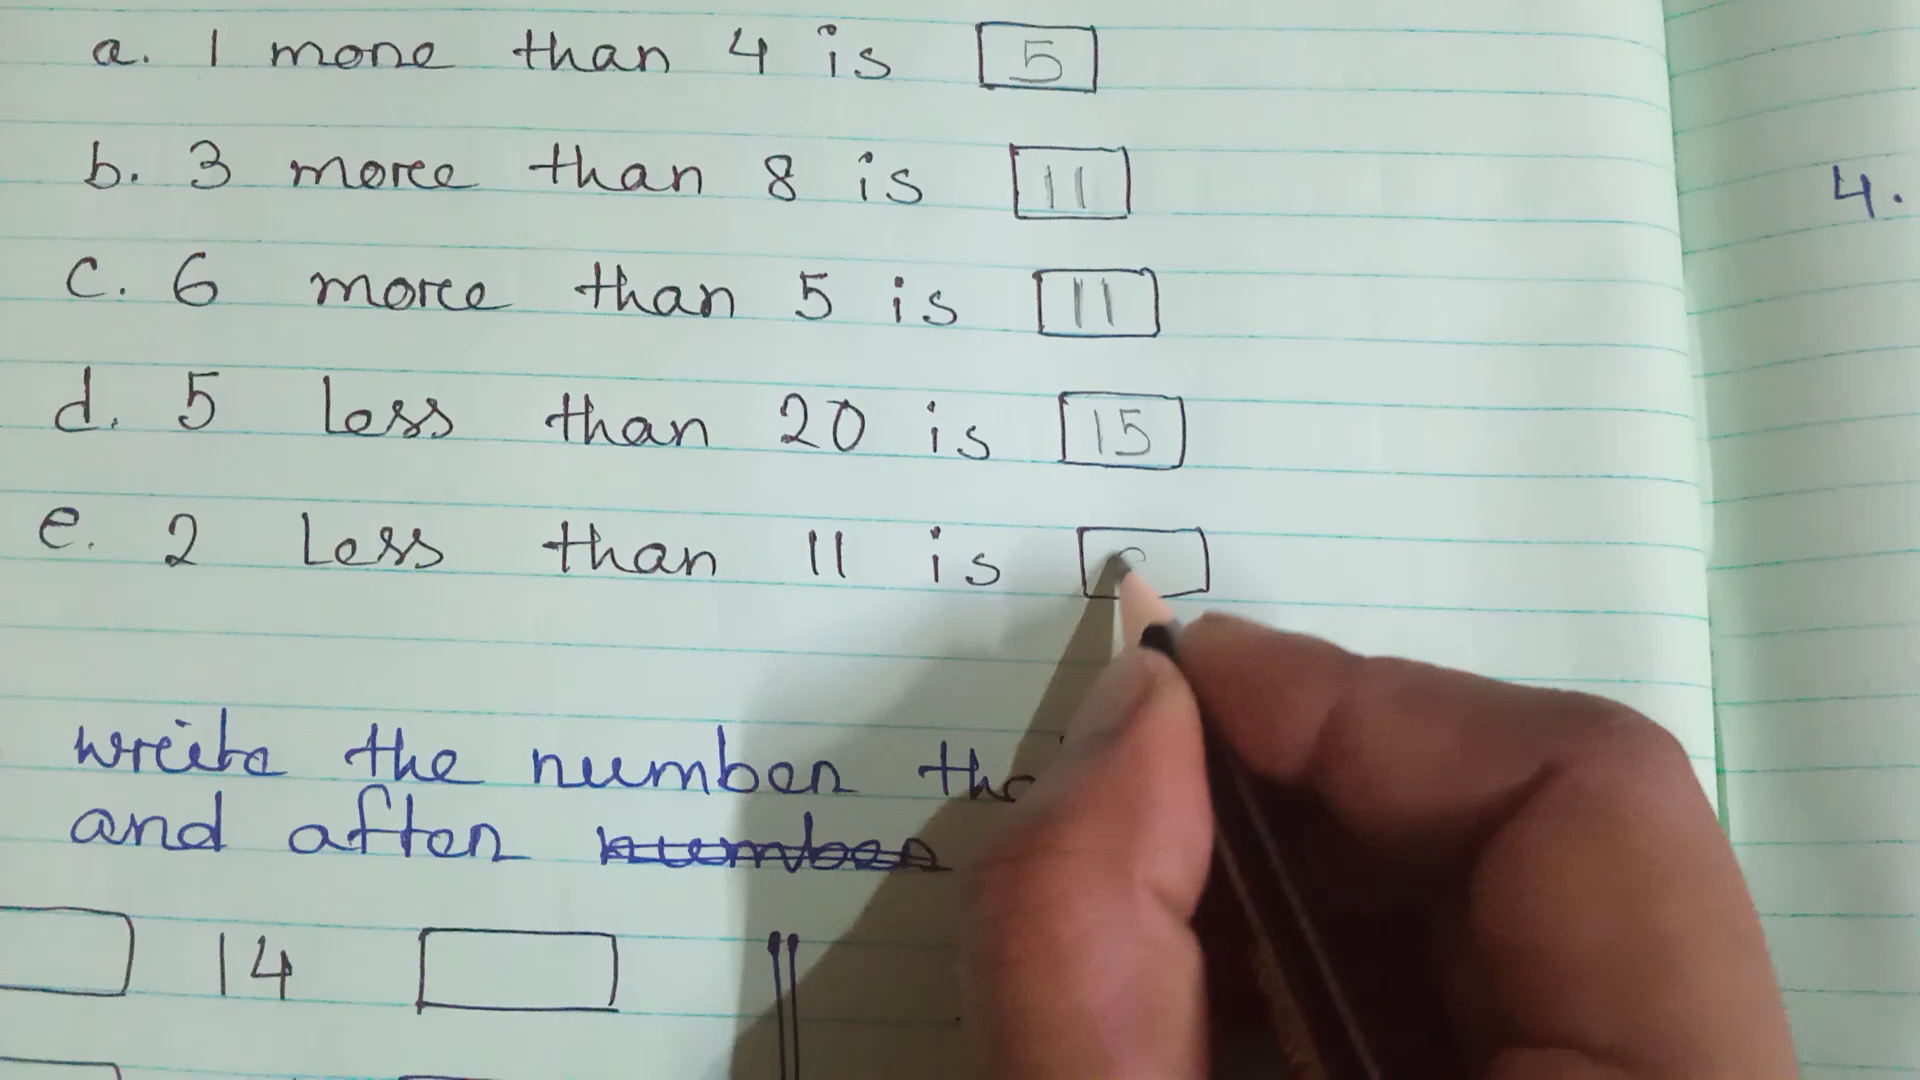 a. 1 more than 4 is 5
b. 3 more than 8 is 11
c. 6 more than 5 is 11
d. 5 Less than 20 is 15
e. 2 Less than 11 is
4.
write the number
and after number
14